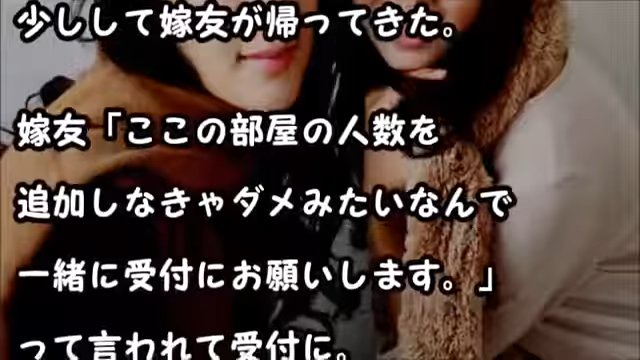 少しして嫁友が帰ってきた。
嫁友「ここの部屋の人数を
追加しなきゃダメみたいなんで
一緒に受付にお願いします。」
って言われて受付に。